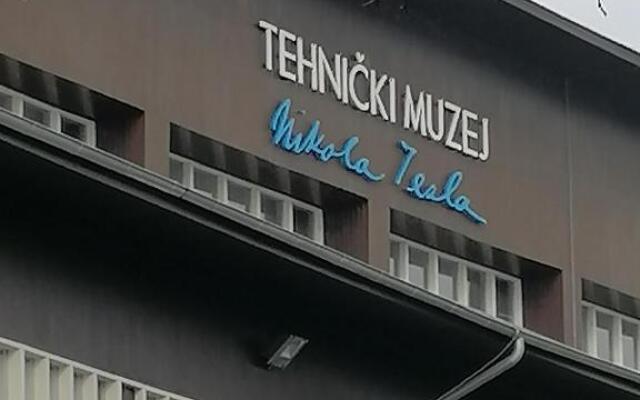 TEHNIČKI MUZEJ
Nikola Tesla